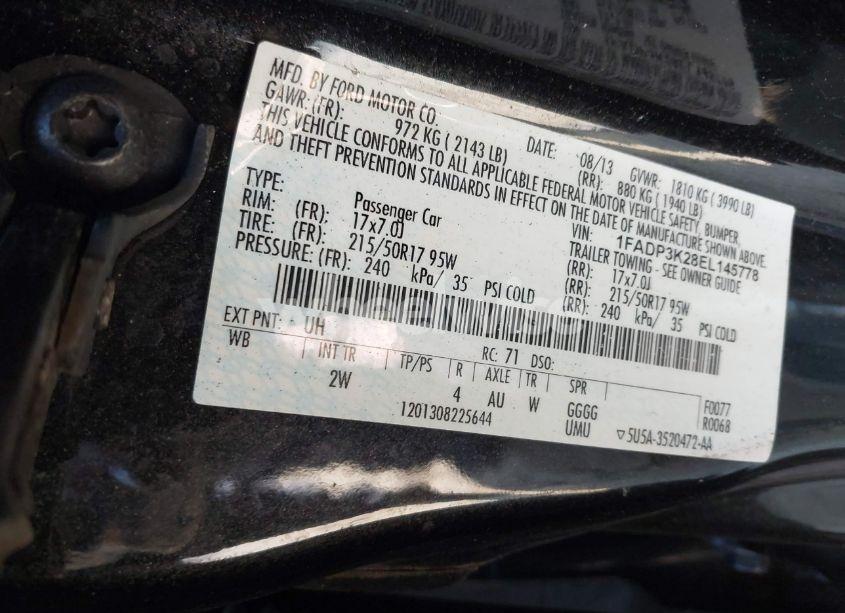 MFD. BY FORD MOTOR CO. DATE: 08/13 GVWR: 1810 KG ( 3990 LB)
GAWR: (FR): 972 KG ( 2143 LB) (RR): 880 KG ( 1940 LB)
THIS VEHICLE CONFORMS TO ALL APPLICABLE FEDERAL MOTOR VEHICLE SAFETY, BUMPER,
AND THEFT PREVENTION STANDARDS IN EFFECT ON THE DATE OF MANUFACTURE SHOWN ABOVE.
VIN: 1FADP3K28EL145778
TYPE: Passenger Car TRAILER TOWING - SEE OWNER GUIDE
RIM: (FR): 17x7.0J (RR): 17x7.0J
TIRE: (FR): 215/50R17 95W (RR): 215/50R17 95W
PRESSURE: (FR): 240 kPa/ 35 PSI COLD (RR): 240 kPa/ 35 PSI COLD
EXT PNT: UH RC: 71 DSO:
WB INT TR TP/PS R AXLE TR SPR
2W 4 AU W GGGG F0077
1201308225644 UMU R0068
5U5A-3520472-AA